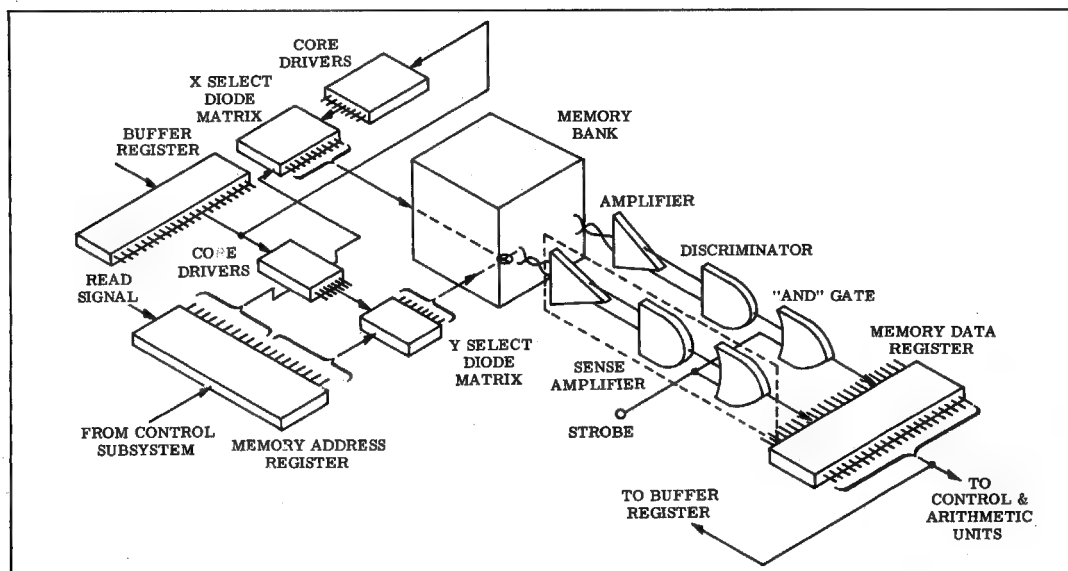 CORE
DRIVERS
X SELECT
DIODE
MATRIX
BUFFER
REGISTER
MEMORY
BANK
AMPLIFIER
DISCRIMINATOR
"AND" GATE
MEMORY DATA
REGISTER
CORE
DRIVERS
READ
SIGNAL
Y SELECT
DIODE
MATRIX
SENSE
AMPLIFIER
STROBE
FROM CONTROL
SUBSYSTEM
MEMORY ADDRESS
REGISTER
TO BUFFER
REGISTER
TO
CONTROL &
ARITHMETIC
UNITS